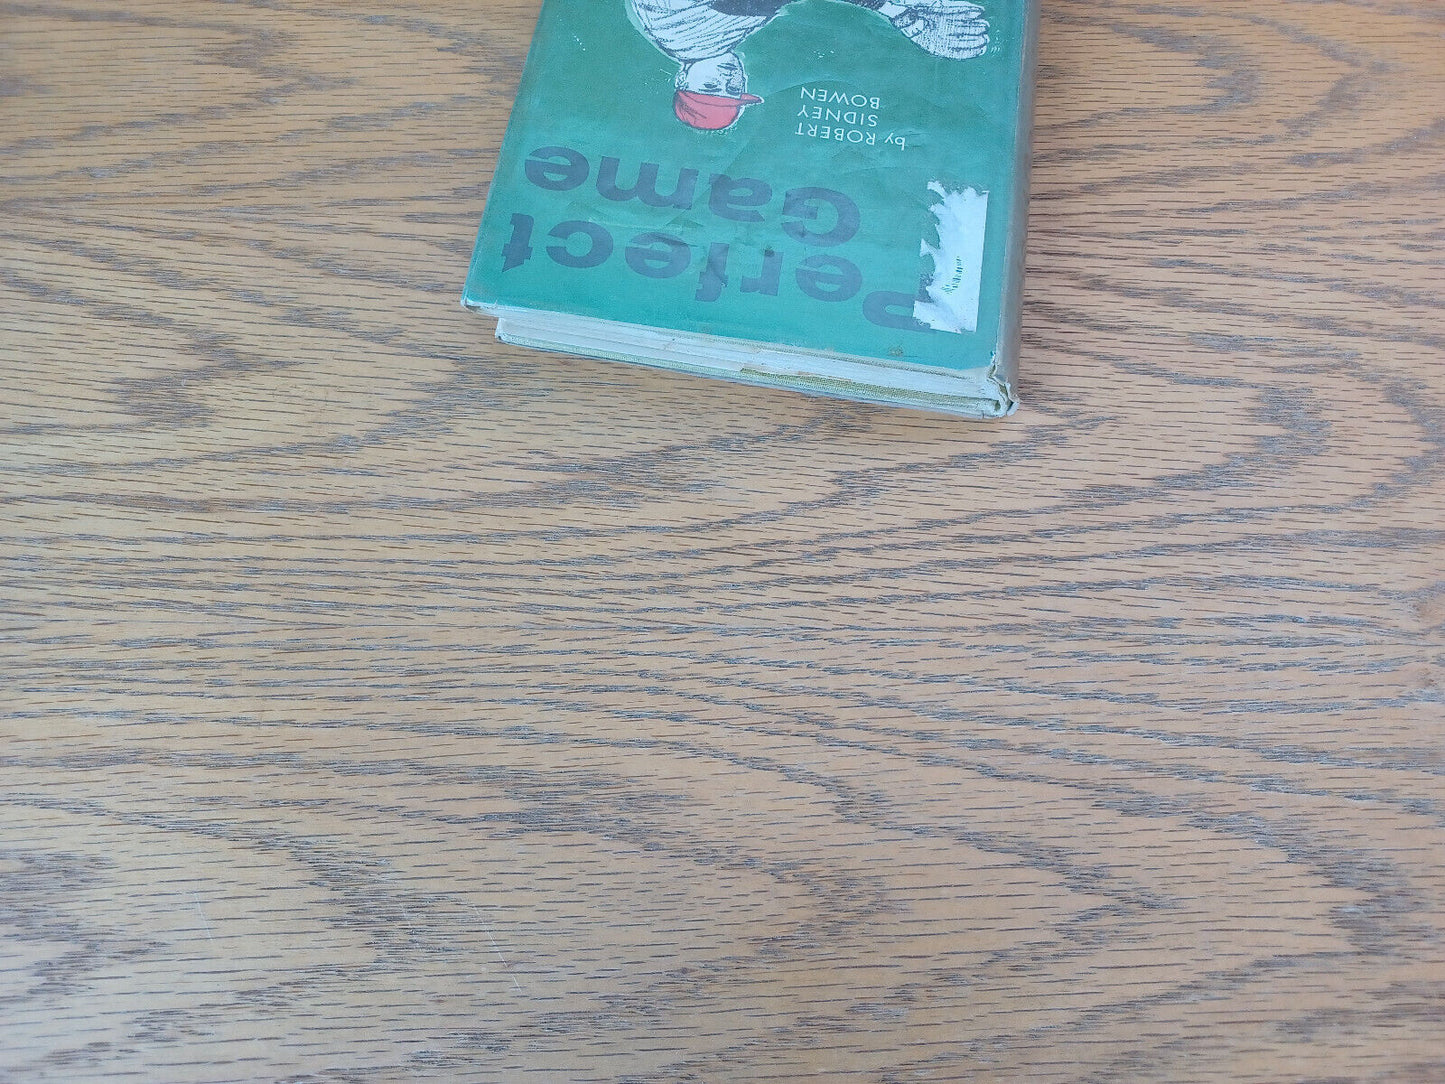 Perfect
Game
by ROBERT
SIDNEY
BOWEN